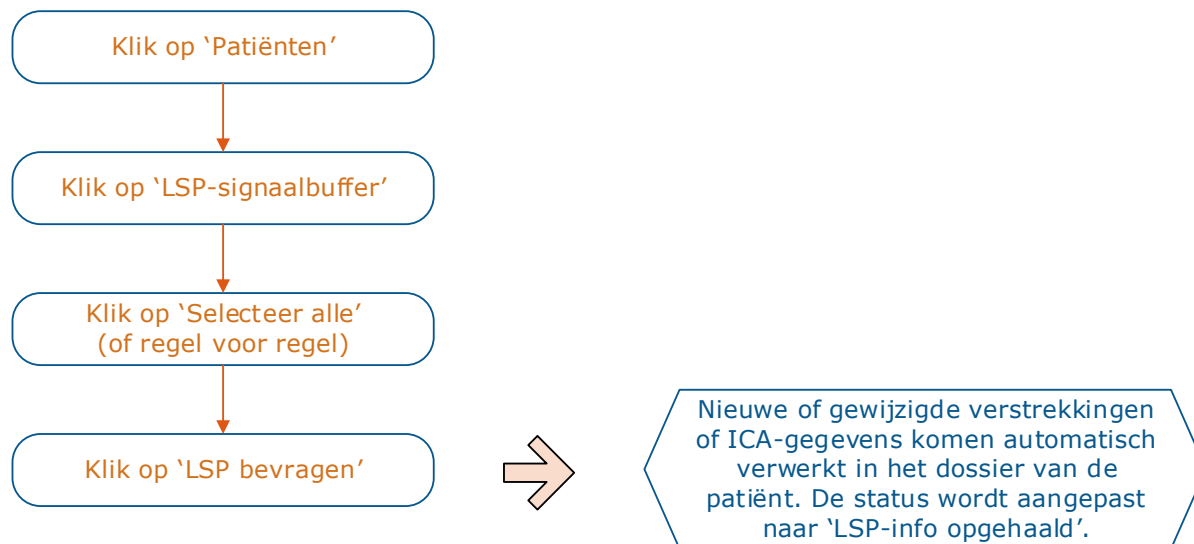 Klik op ‘Patiënten’
Klik op ‘LSP-signaalbuffer’
Klik op ‘Selecteer alle’
(of regel voor regel)
Klik op ‘LSP bevragen’
Nieuwe of gewijzigde verstrekkingen
of ICA-gegevens komen automatisch
verwerkt in het dossier van de
patiënt. De status wordt aangepast
naar ‘LSP-info opgehaald’.